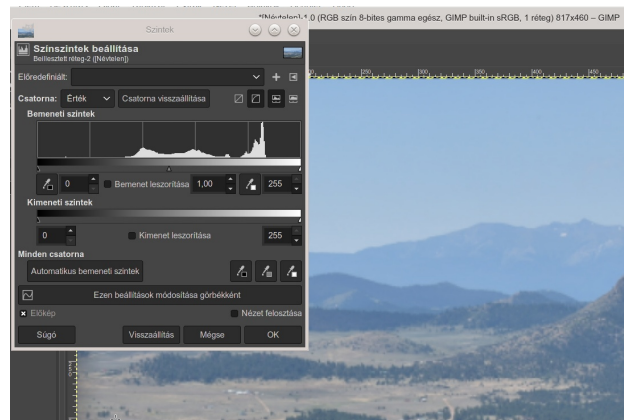 *[Névtelen]-1.0 (RGB szín 8-bites gamma egész, GIMP built-in sRGB, 1 réteg) 817x460 – GIMP
Szintek
Színszintek beállítása
Beillesztett réteg-2 ([Névtelen])
Előredefiniált:
Csatorna: Érték Csatorna visszaállítása
Bemeneti szintek
0 Bemenet leszorítása 1,00 255
Kimeneti szintek
0 Kimenet leszorítása 255
Minden csatorna
Automatikus bemeneti szintek
Ezen beállítások módosítása görbékként
Előkép Nézet felosztása
Súgó Visszaállítás Mégse OK